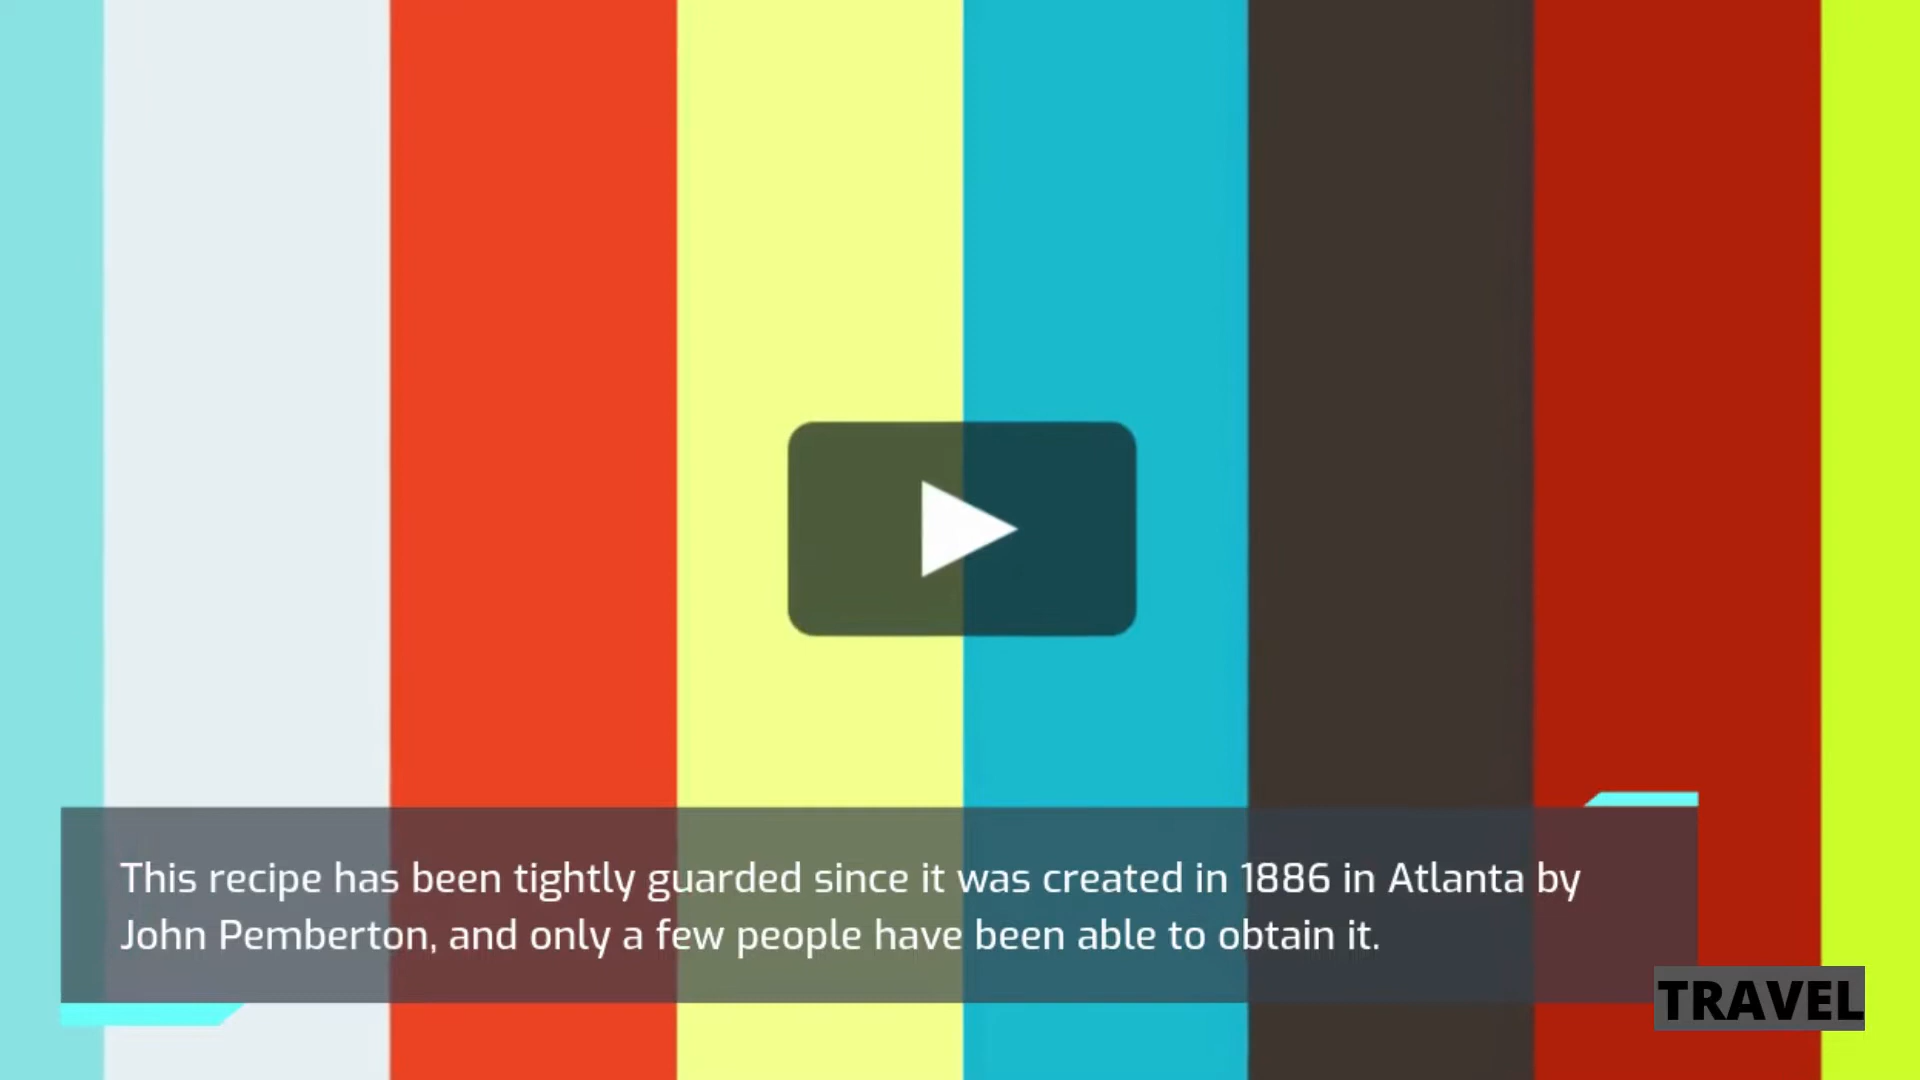 This recipe has been tightly guarded since it was created in 1886 in Atlanta by
John Pemberton, and only a few people have been able to obtain it.
TRAVEL